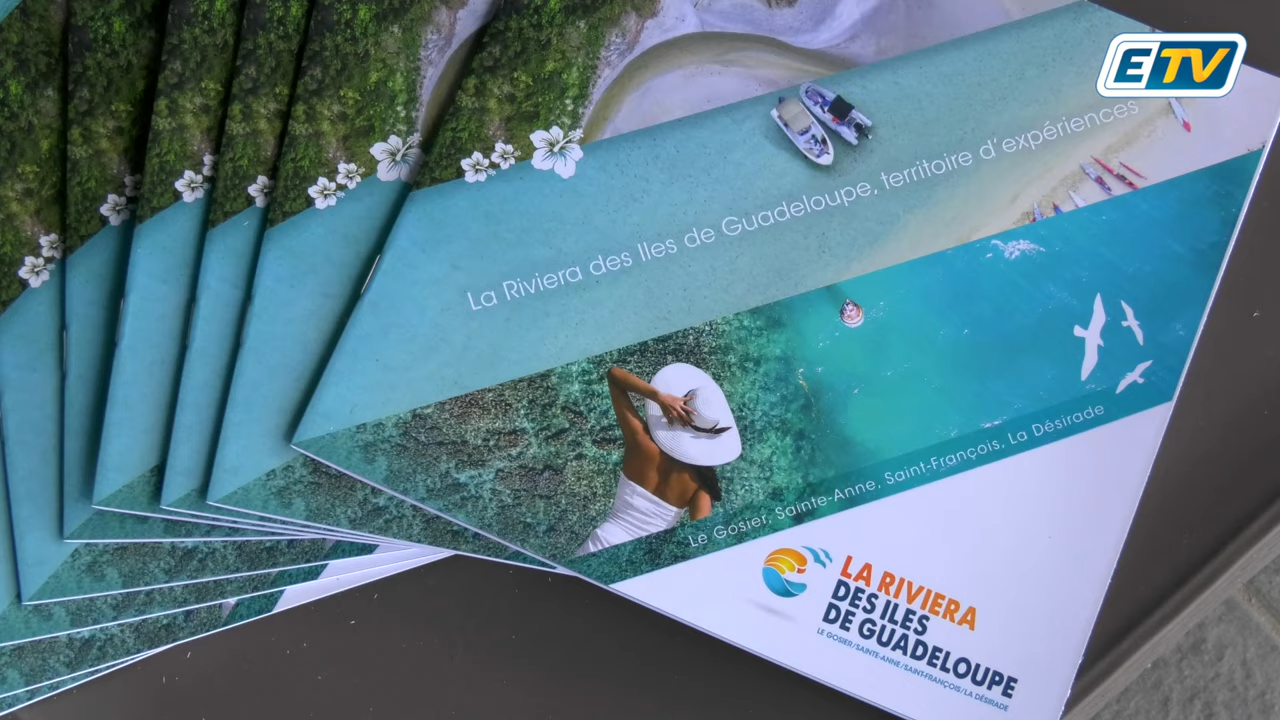 ETV
La Riviera des Iles de Guadeloupe, territoire d'expériences
Le Gosier, Sainte-Anne, Saint-François, La Désirade
LA RIVIERA
DES ILES
DE GUADELOUPE
LE GOSIER/SAINTE-ANNE/SAINT-FRANÇOIS/LA DÉSIRADE